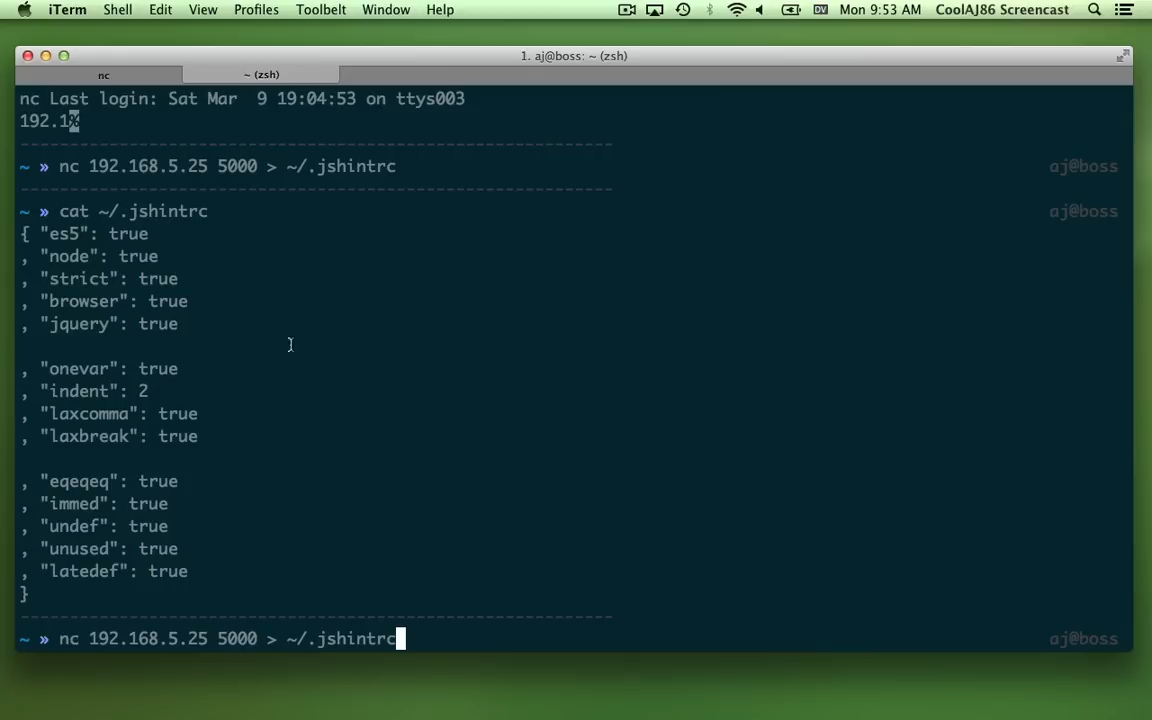 iTerm Shell Edit View Profiles Toolbelt Window Help DV Mon 9:53 AM CoolAJ86 Screencast
1. aj@boss: ~ (zsh)
nc ~ (zsh)
nc Last login: Sat Mar  9 19:04:53 on ttys003
192.1%
--------------------------------------------------------------
~ » nc 192.168.5.25 5000 > ~/.jshintrc aj@boss
--------------------------------------------------------------
~ » cat ~/.jshintrc aj@boss
{ "es5": true
, "node": true
, "strict": true
, "browser": true
, "jquery": true
, "onevar": true
, "indent": 2
, "laxcomma": true
, "laxbreak": true
, "eqeqeq": true
, "immed": true
, "undef": true
, "unused": true
, "latedef": true
}
--------------------------------------------------------------
~ » nc 192.168.5.25 5000 > ~/.jshintrc aj@boss